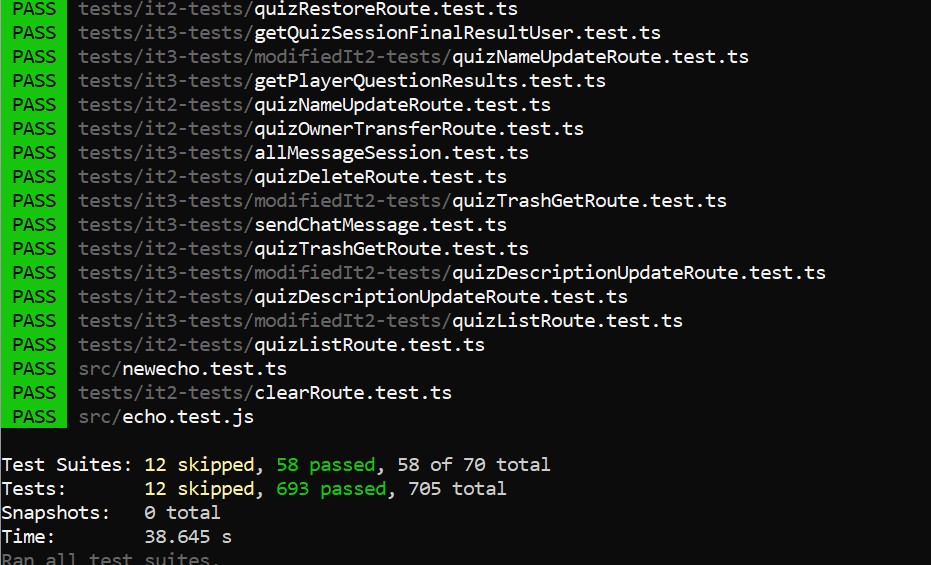 PASS tests/it2-tests/quizRestoreRoute.test.ts
PASS tests/it3-tests/getQuizSessionFinalResultUser.test.ts
PASS tests/it3-tests/modifiedIt2-tests/quizNameUpdateRoute.test.ts
PASS tests/it3-tests/getPlayerQuestionResults.test.ts
PASS tests/it2-tests/quizNameUpdateRoute.test.ts
PASS tests/it2-tests/quizOwnerTransferRoute.test.ts
PASS tests/it3-tests/allMessageSession.test.ts
PASS tests/it2-tests/quizDeleteRoute.test.ts
PASS tests/it3-tests/modifiedIt2-tests/quizTrashGetRoute.test.ts
PASS tests/it3-tests/sendChatMessage.test.ts
PASS tests/it2-tests/quizTrashGetRoute.test.ts
PASS tests/it3-tests/modifiedIt2-tests/quizDescriptionUpdateRoute.test.ts
PASS tests/it2-tests/quizDescriptionUpdateRoute.test.ts
PASS tests/it3-tests/modifiedIt2-tests/quizListRoute.test.ts
PASS tests/it2-tests/quizListRoute.test.ts
PASS src/newecho.test.ts
PASS tests/it2-tests/clearRoute.test.ts
PASS src/echo.test.js
Test Suites: 12 skipped, 58 passed, 58 of 70 total
Tests: 12 skipped, 693 passed, 705 total
Snapshots: 0 total
Time: 38.645 s
Ran all test suites.